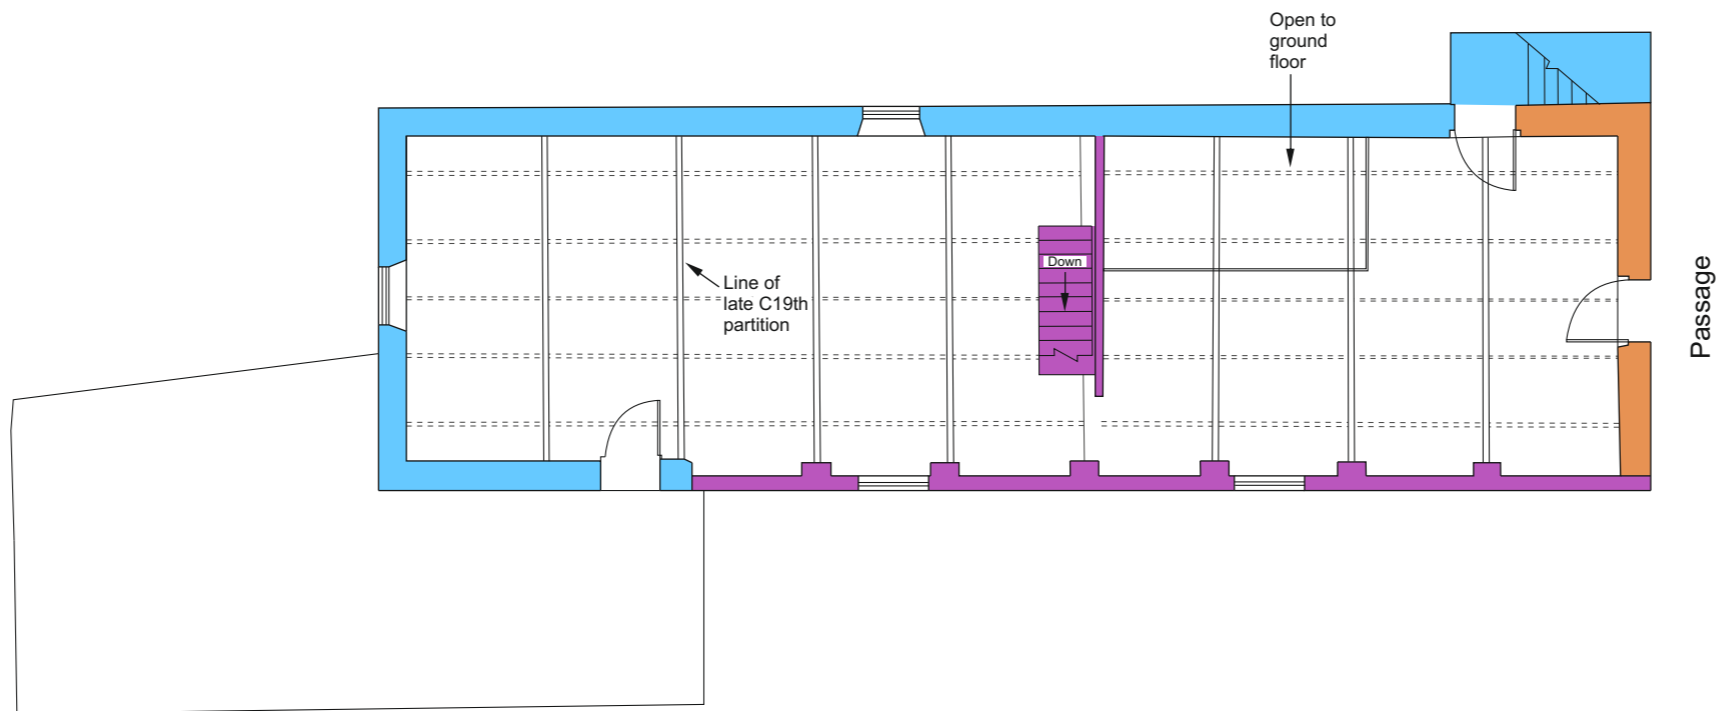 Open to
ground
floor
Down
Line of
late C19th
partition
Passage